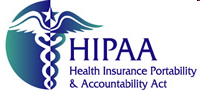 HIPAA
Health Insurance Portability
& Accountability Act